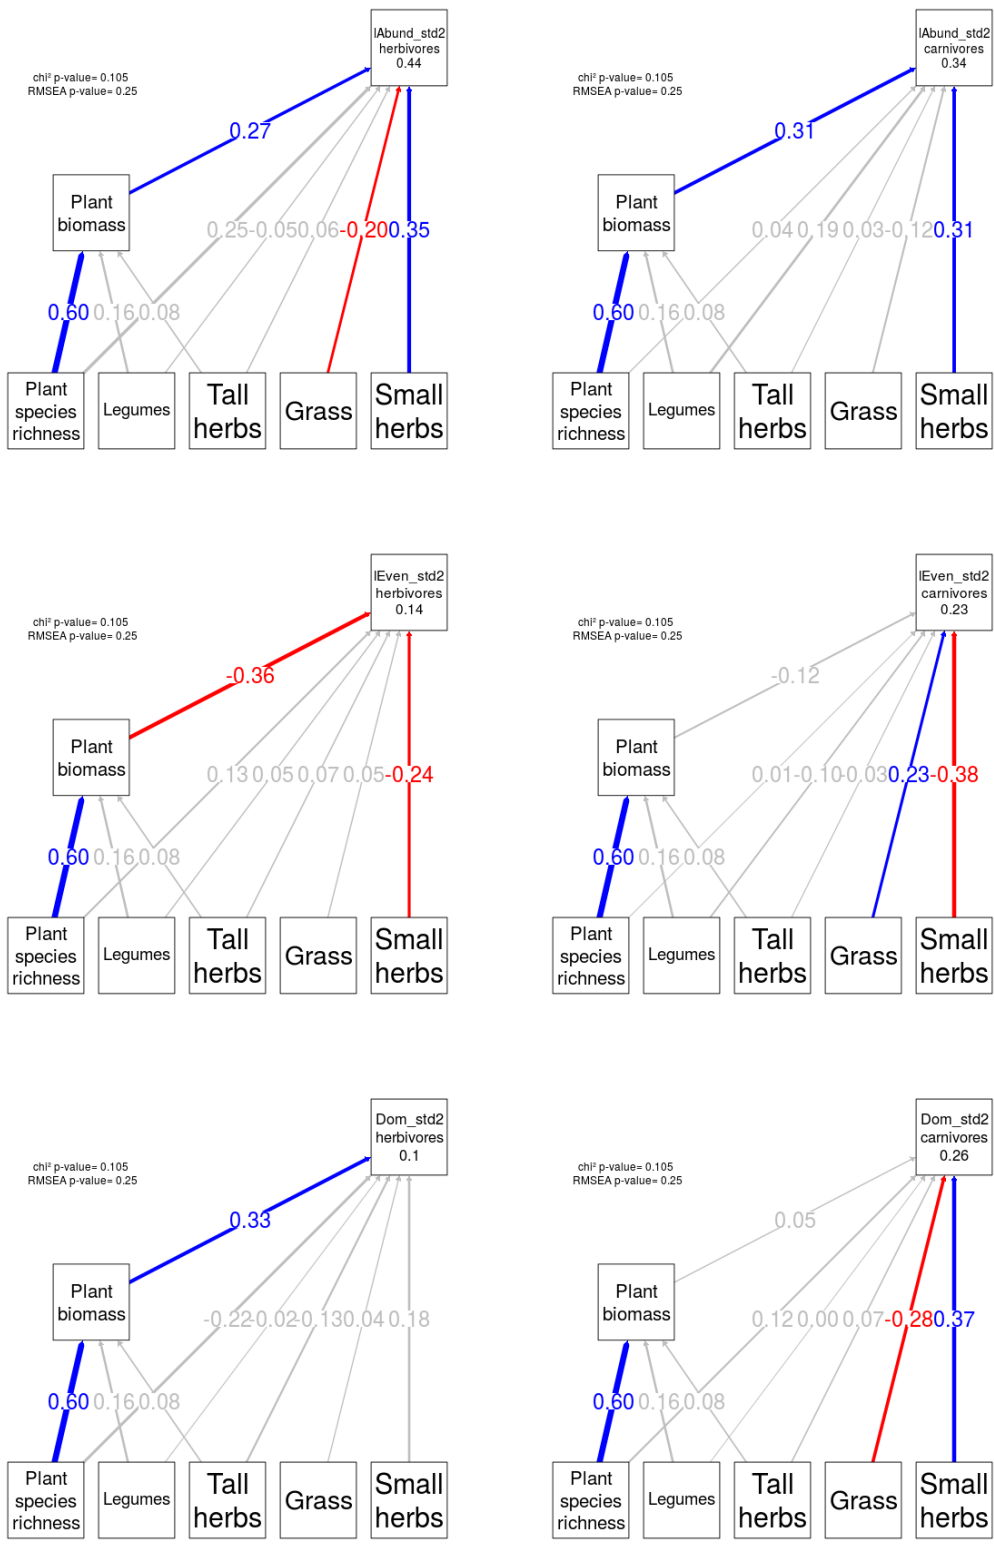 lAbund_std2
herbivores
0.44
chi² p-value= 0.105
RMSEA p-value= 0.25
0.27
Plant
biomass
0.25 -0.05 0.06 -0.20 0.35
0.60 0.16 0.08
Plant
species
richness
Legumes
Tall
herbs
Grass
Small
herbs
lAbund_std2
carnivores
0.34
chi² p-value= 0.105
RMSEA p-value= 0.25
0.31
Plant
biomass
0.04 0.19 0.03 -0.12 0.31
0.60 0.16 0.08
Plant
species
richness
Legumes
Tall
herbs
Grass
Small
herbs
lEven_std2
herbivores
0.14
chi² p-value= 0.105
RMSEA p-value= 0.25
-0.36
Plant
biomass
0.13 0.05 0.07 0.05 -0.24
0.60 0.16 0.08
Plant
species
richness
Legumes
Tall
herbs
Grass
Small
herbs
lEven_std2
carnivores
0.23
chi² p-value= 0.105
RMSEA p-value= 0.25
-0.12
Plant
biomass
0.01 -0.10 -0.03 0.23 -0.38
0.60 0.16 0.08
Plant
species
richness
Legumes
Tall
herbs
Grass
Small
herbs
Dom_std2
herbivores
0.1
chi² p-value= 0.105
RMSEA p-value= 0.25
0.33
Plant
biomass
-0.22 -0.02 -0.13 0.04 0.18
0.60 0.16 0.08
Plant
species
richness
Legumes
Tall
herbs
Grass
Small
herbs
Dom_std2
carnivores
0.26
chi² p-value= 0.105
RMSEA p-value= 0.25
0.05
Plant
biomass
0.12 0.00 0.07 -0.28 0.37
0.60 0.16 0.08
Plant
species
richness
Legumes
Tall
herbs
Grass
Small
herbs